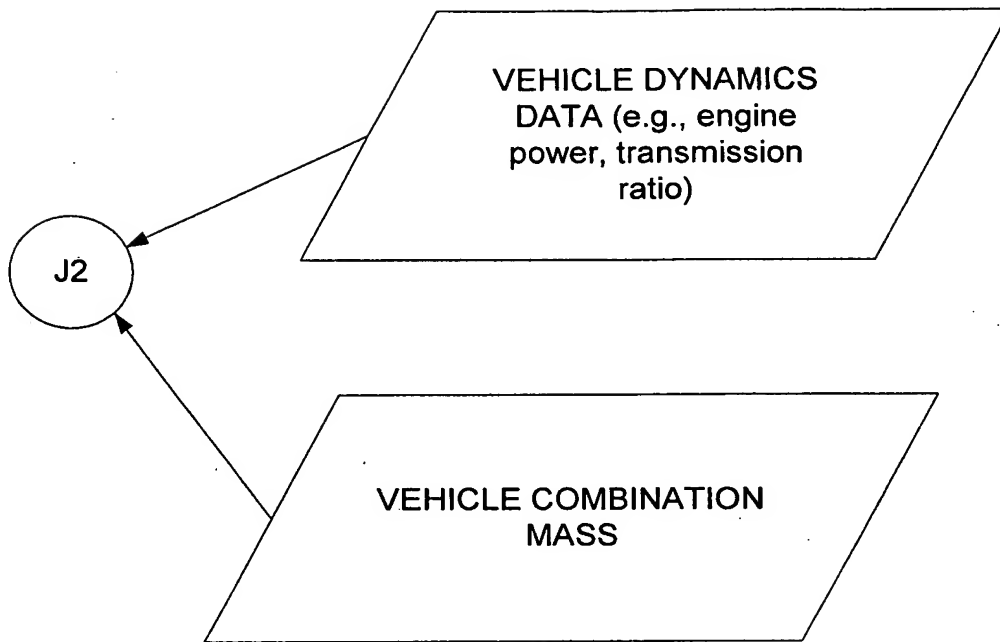 VEHICLE DYNAMICS
DATA (e.g., engine
power, transmission
ratio)
J2
VEHICLE COMBINATION
MASS